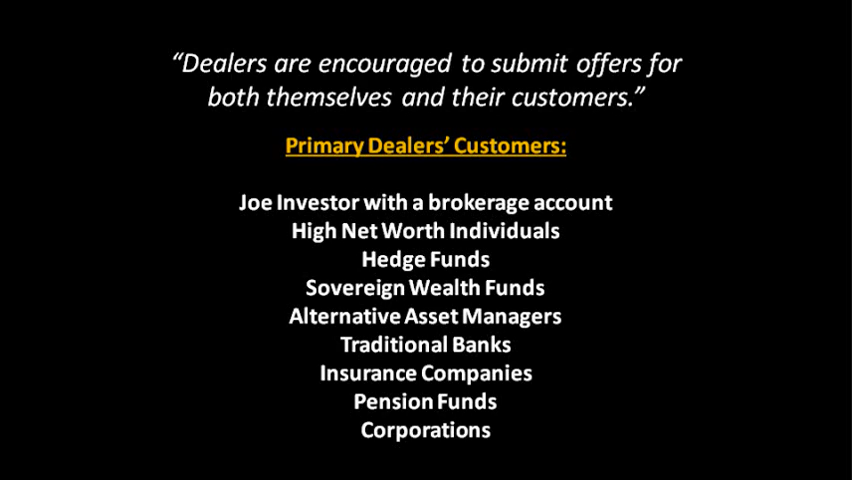 “Dealers are encouraged to submit offers for
both themselves and their customers.”
Primary Dealers’ Customers:
Joe Investor with a brokerage account
High Net Worth Individuals
Hedge Funds
Sovereign Wealth Funds
Alternative Asset Managers
Traditional Banks
Insurance Companies
Pension Funds
Corporations